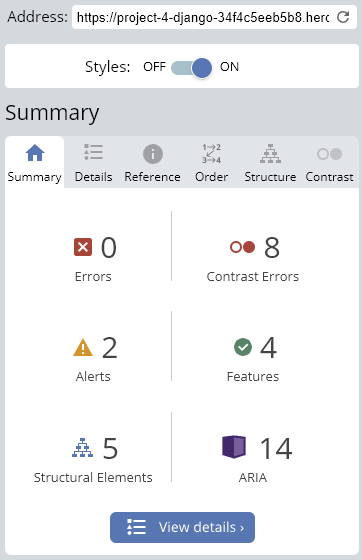 Address: https://project-4-django-34f4c5eeb5b8.herc
Styles: OFF ON
Summary
Summary Details Reference Order Structure Contrast
0 8
Errors Contrast Errors
2 4
Alerts Features
5 14
Structural Elements ARIA
View details ›